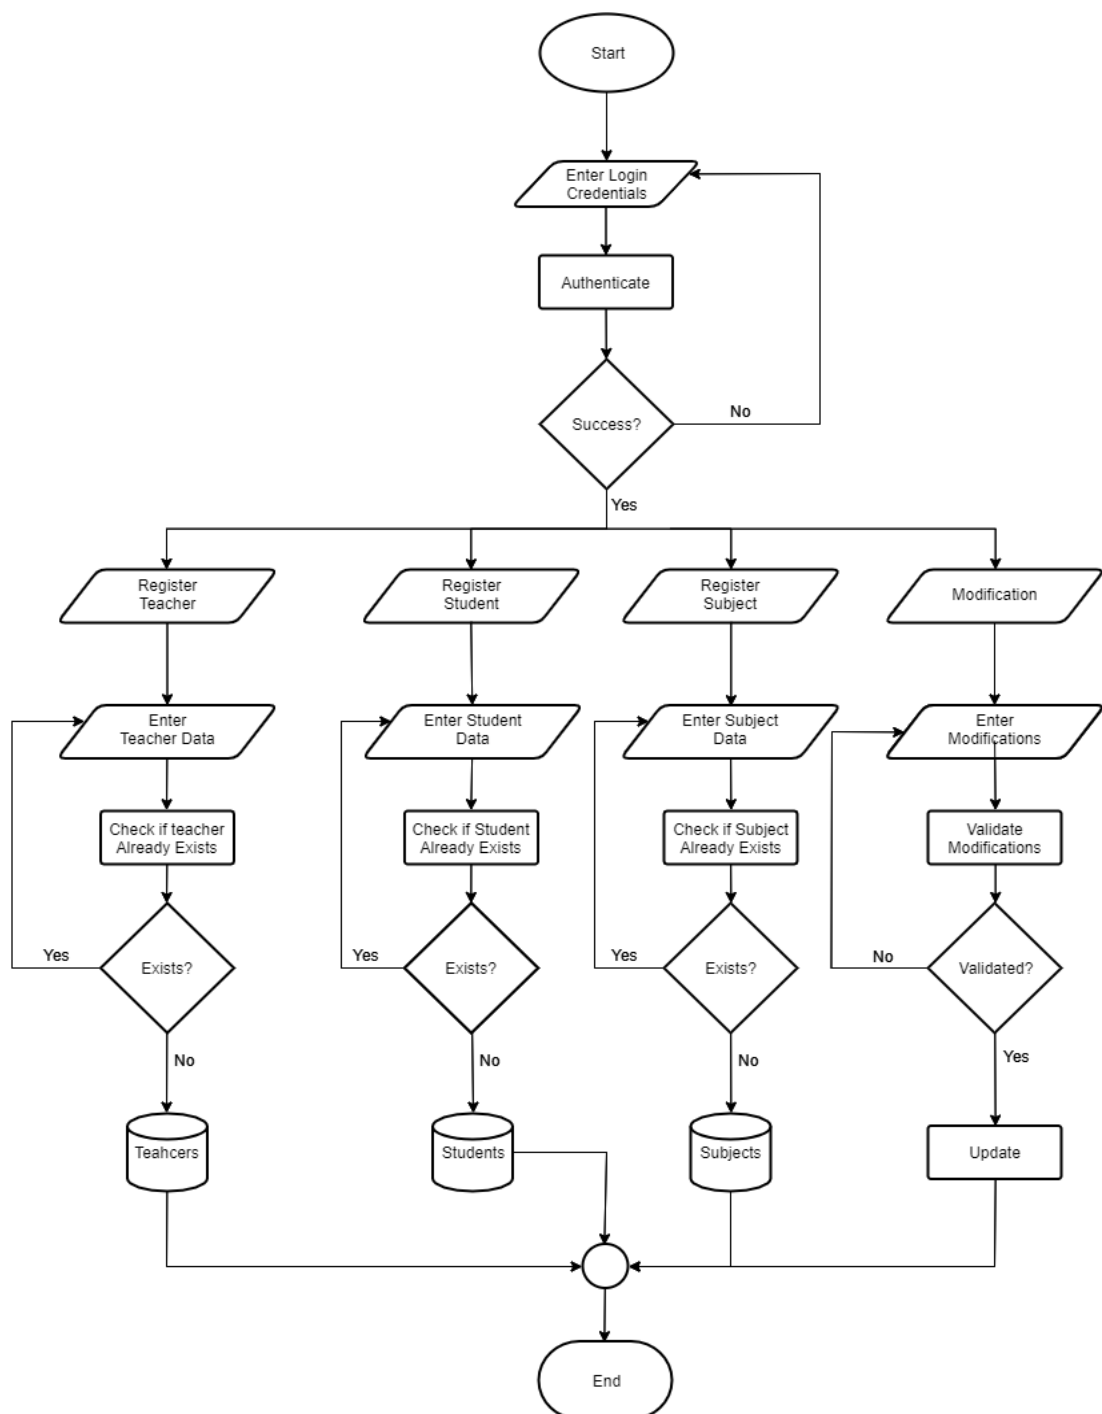 Start
Enter Login
Credentials
Authenticate
Success?
No
Yes
Register
Teacher
Register
Student
Register
Subject
Modification
Enter
Teacher Data
Enter Student
Data
Enter Subject
Data
Enter
Modifications
Check if teacher
Already Exists
Check if Student
Already Exists
Check if Subject
Already Exists
Validate
Modifications
Yes
Exists?
Yes
Exists?
Yes
Exists?
No
Validated?
No
No
No
Yes
Teahcers
Students
Subjects
Update
End